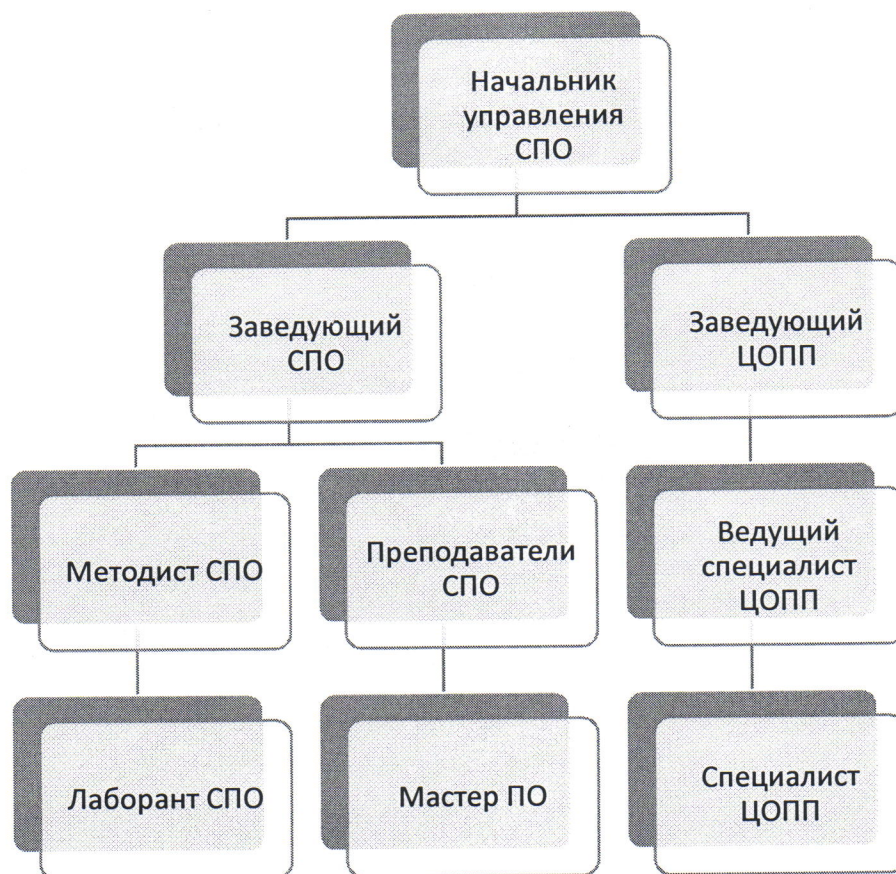 Начальник
управления
СПО
Заведующий
СПО
Заведующий
ЦОПП
Методист СПО
Преподаватели
СПО
Ведущий
специалист
ЦОПП
Лаборант СПО
Мастер ПО
Специалист
ЦОПП